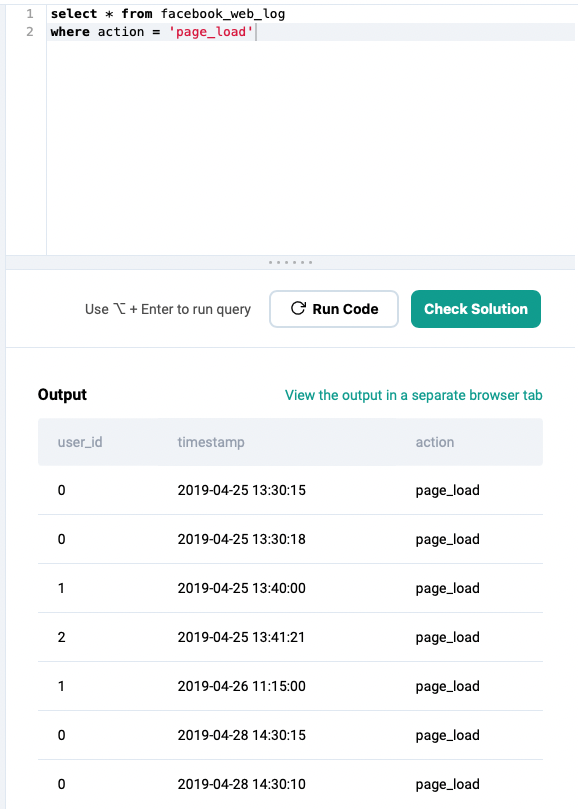 1 select * from facebook_web_log
2 where action = 'page_load'
Use ⌥ + Enter to run query Run Code Check Solution
Output View the output in a separate browser tab
user_id timestamp action
0 2019-04-25 13:30:15 page_load
0 2019-04-25 13:30:18 page_load
1 2019-04-25 13:40:00 page_load
2 2019-04-25 13:41:21 page_load
1 2019-04-26 11:15:00 page_load
0 2019-04-28 14:30:15 page_load
0 2019-04-28 14:30:10 page_load